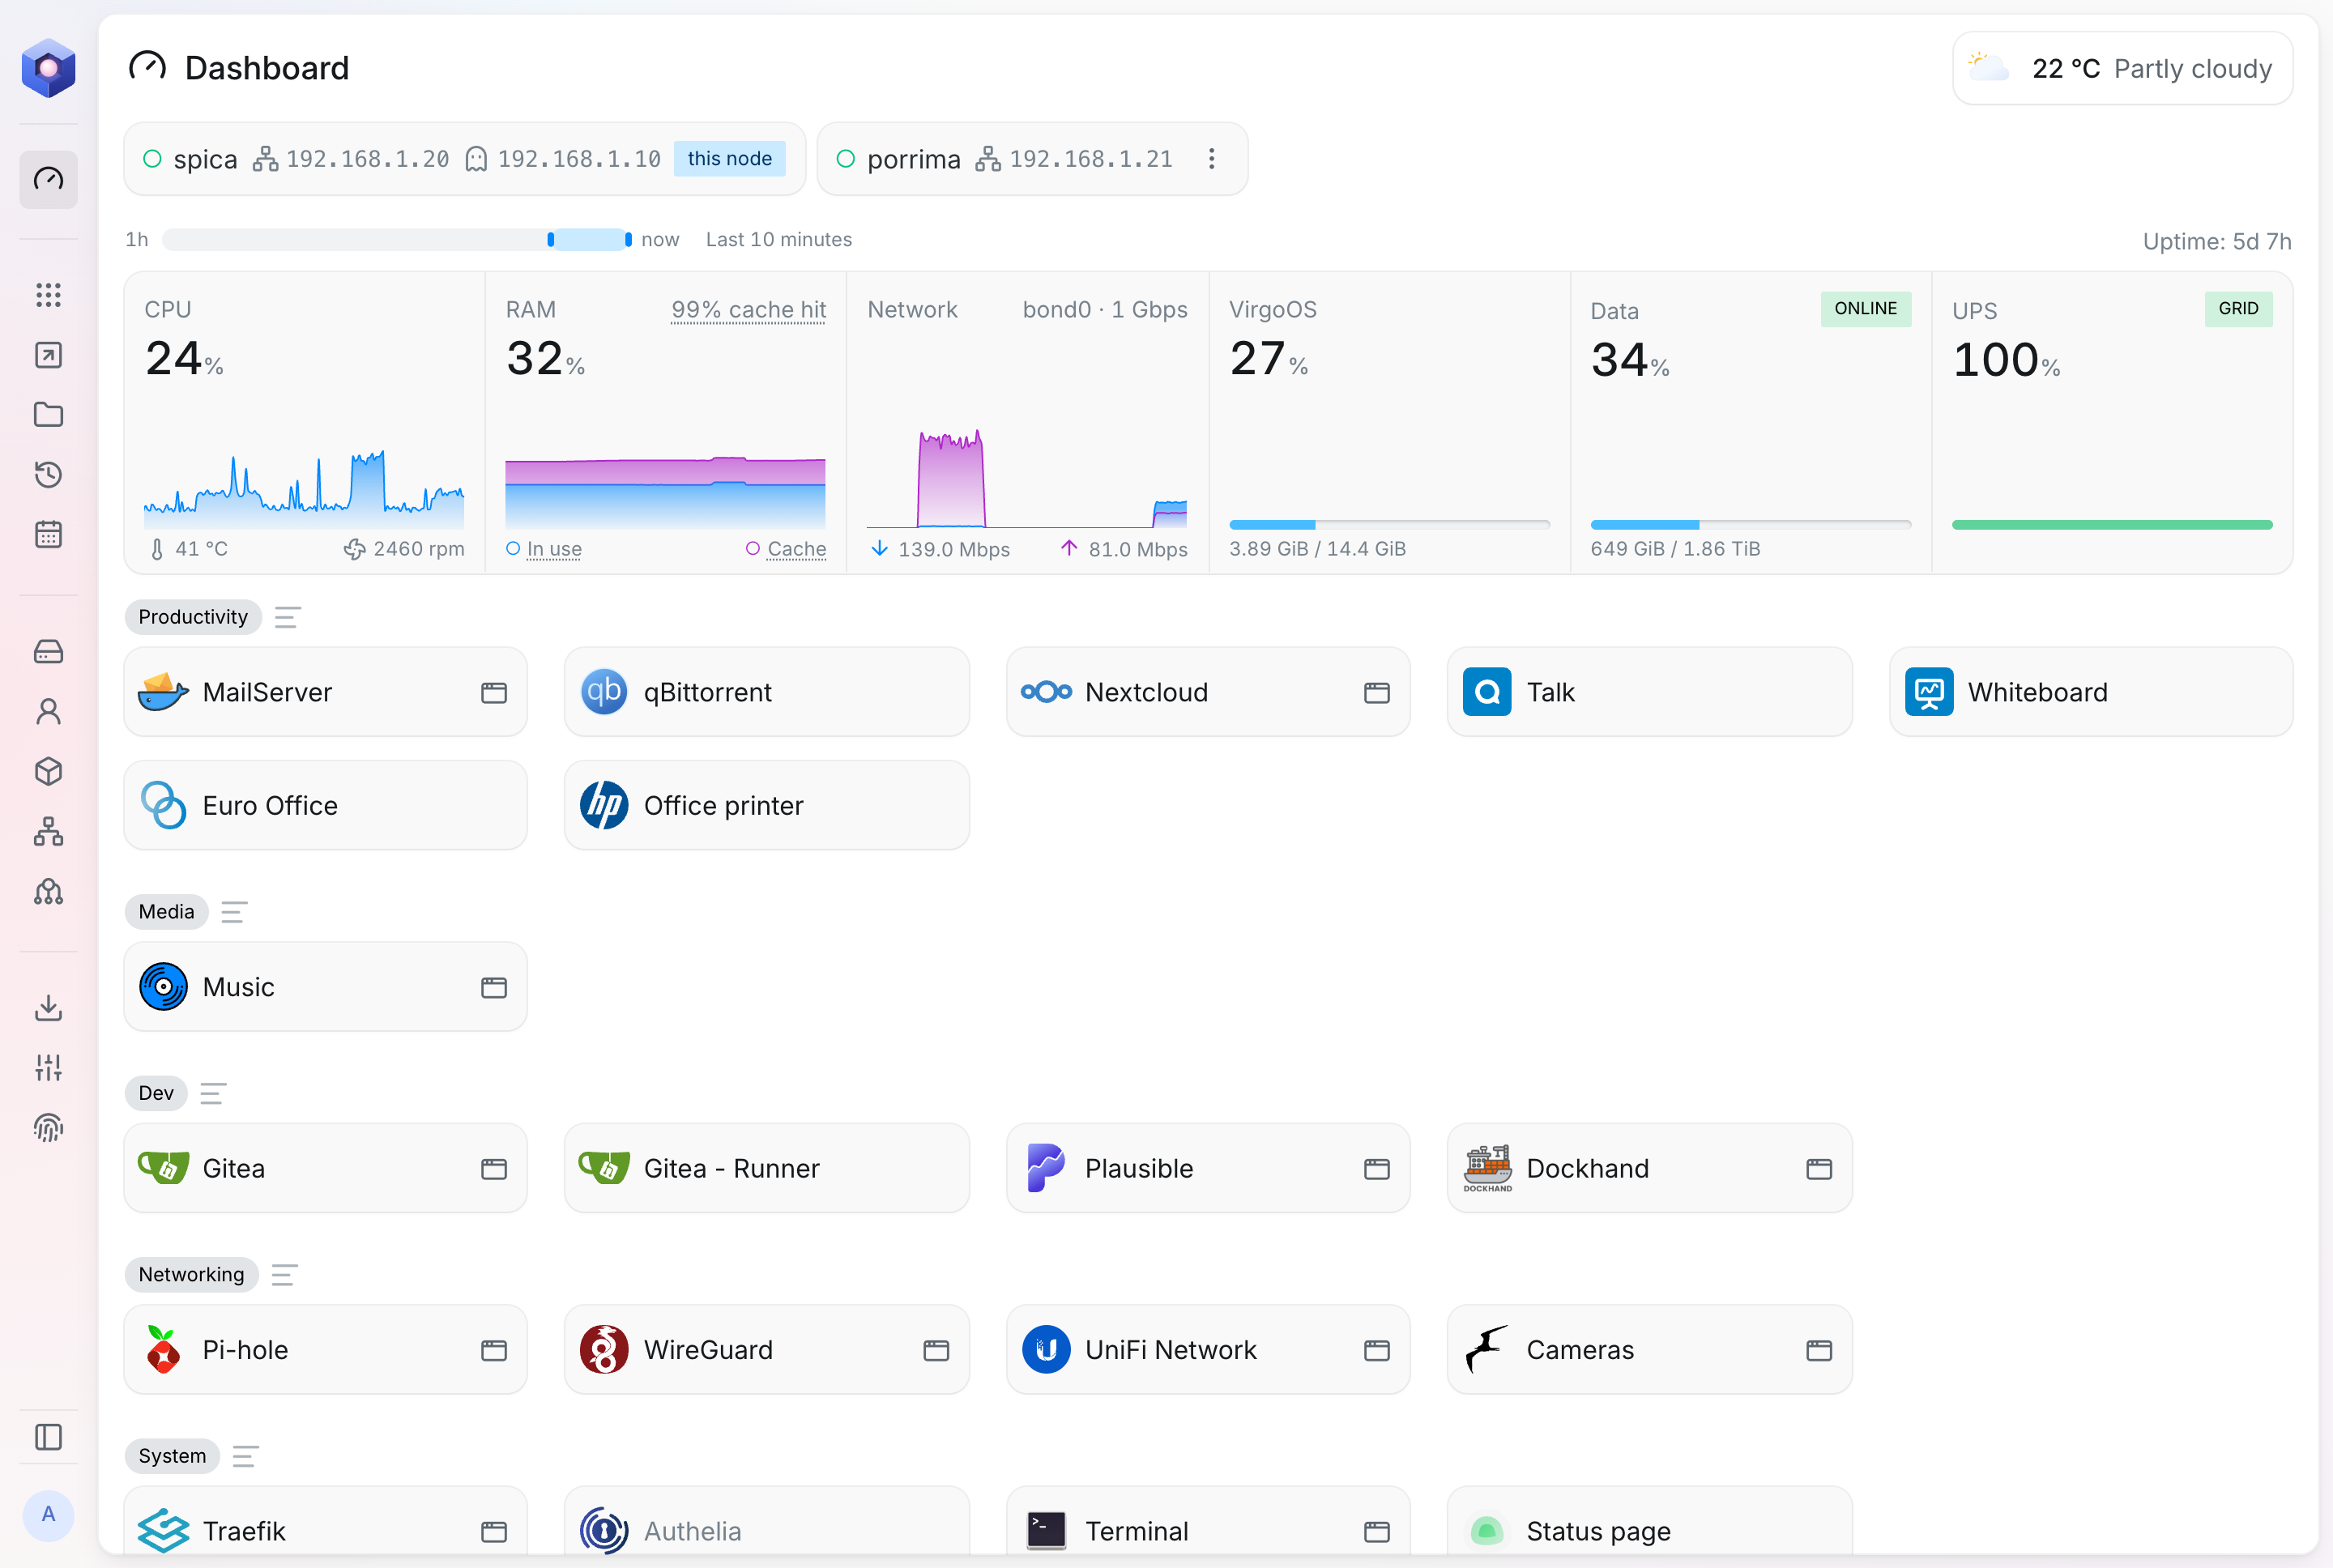 Dashboard
22 °C Partly cloudy
spica 192.168.1.20 192.168.1.10 this node
porrima 192.168.1.21
1h now Last 10 minutes
Uptime: 5d 7h
CPU
24%
41 °C 2460 rpm
RAM 99% cache hit
32%
In use Cache
Network bond0 · 1 Gbps
139.0 Mbps 81.0 Mbps
VirgoOS
27%
3.89 GiB / 14.4 GiB
Data ONLINE
34%
649 GiB / 1.86 TiB
UPS GRID
100%
Productivity
MailServer
qb qBittorrent
Nextcloud
Talk
Whiteboard
Euro Office
hp Office printer
Media
Music
Dev
Gitea
Gitea - Runner
Plausible
DOCKHAND Dockhand
Networking
Pi-hole
WireGuard
U UniFi Network
Cameras
System
Traefik
Authelia
>_ Terminal
Status page
A